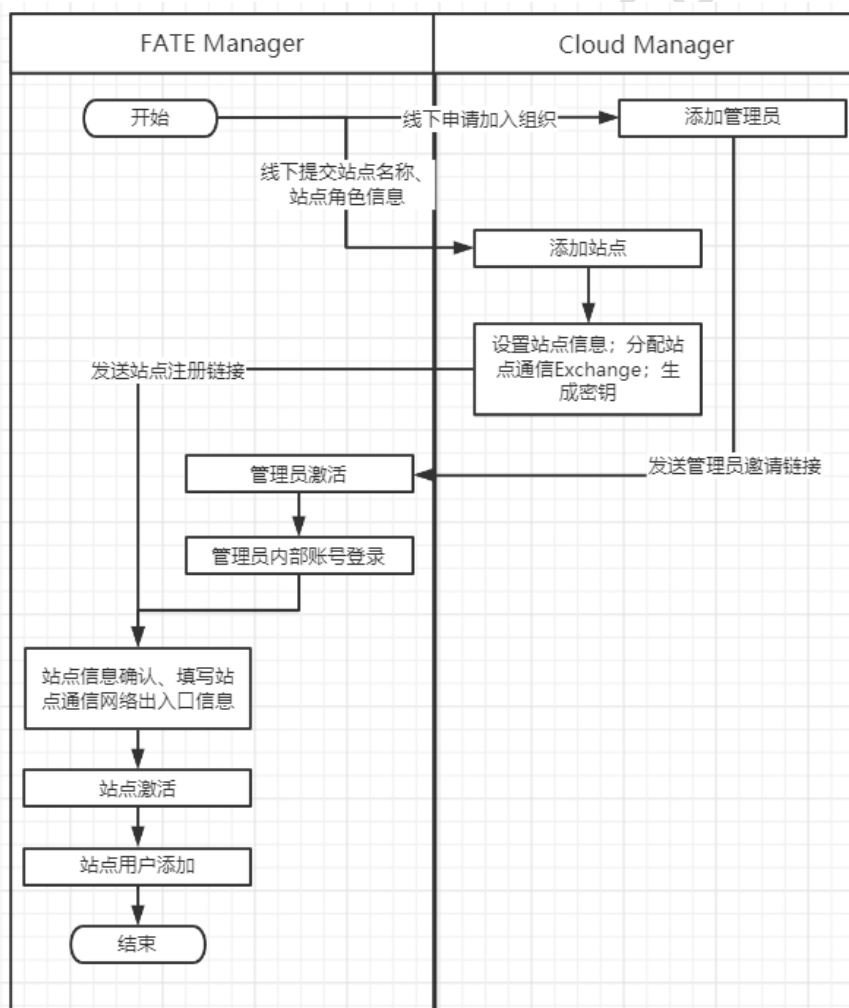 FATE Manager
Cloud Manager
开始
线下申请加入组织
添加管理员
线下提交站点名称、
站点角色信息
添加站点
设置站点信息；分配站
点通信Exchange；生
成密钥
发送站点注册链接
发送管理员邀请链接
管理员激活
管理员内部账号登录
站点信息确认、填写站
点通信网络出入口信息
站点激活
站点用户添加
结束